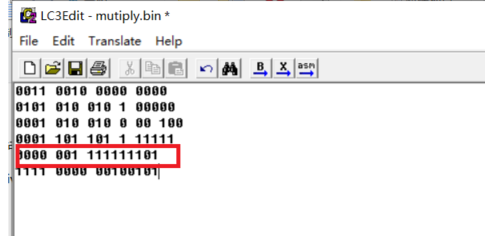 LC3Edit - mutiply.bin *
File Edit Translate Help
B X asm
0011 0010 0000 0000
0101 010 010 1 00000
0001 010 010 0 00 100
0001 101 101 1 11111
0000 001 111111101
1111 0000 00100101